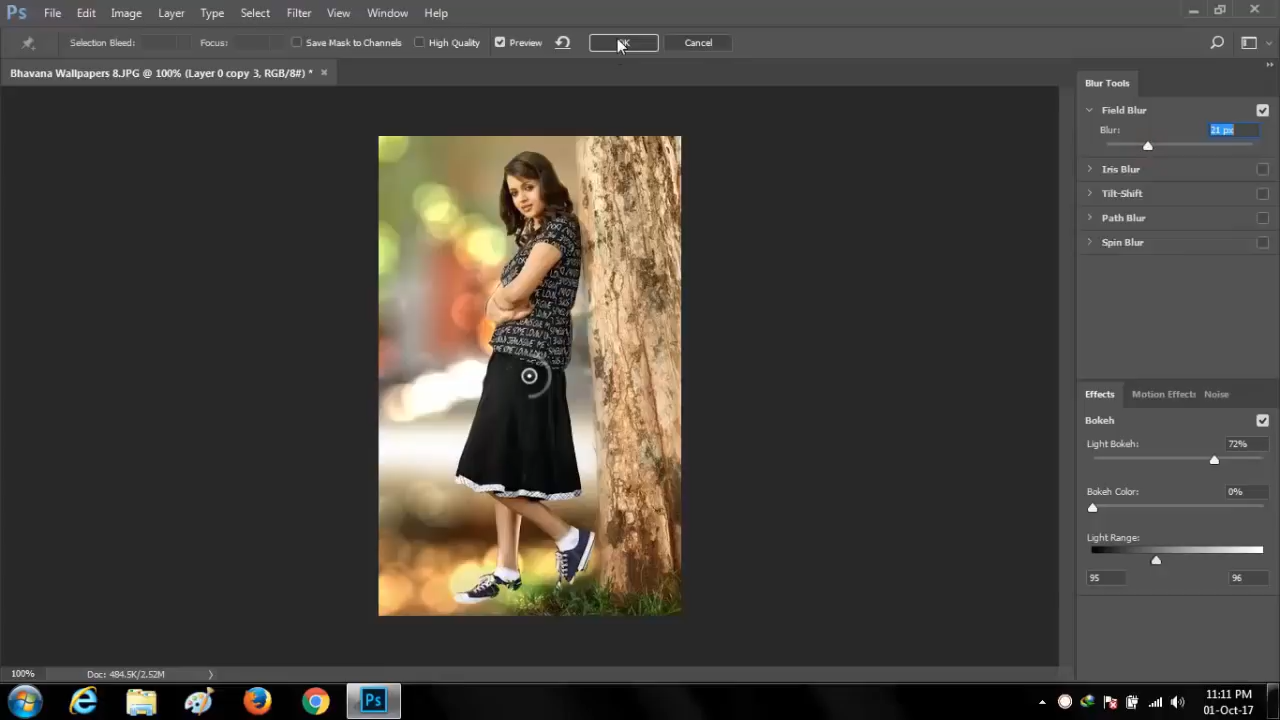 Ps File Edit Image Layer Type Select Filter View Window Help
Selection Bleed: Focus: Save Mask to Channels High Quality Preview OK Cancel
Bhavana Wallpapers 8.JPG @ 100% (Layer 0 copy 3, RGB/8#) * ×
Blur Tools
Field Blur
Blur: 21 px
Iris Blur
Tilt-Shift
Path Blur
Spin Blur
Effects Motion Effects Noise
Bokeh
Light Bokeh: 72%
Bokeh Color: 0%
Light Range:
95 96
100% Doc: 484.5K/2.52M
Ps
11:11 PM
01-Oct-17